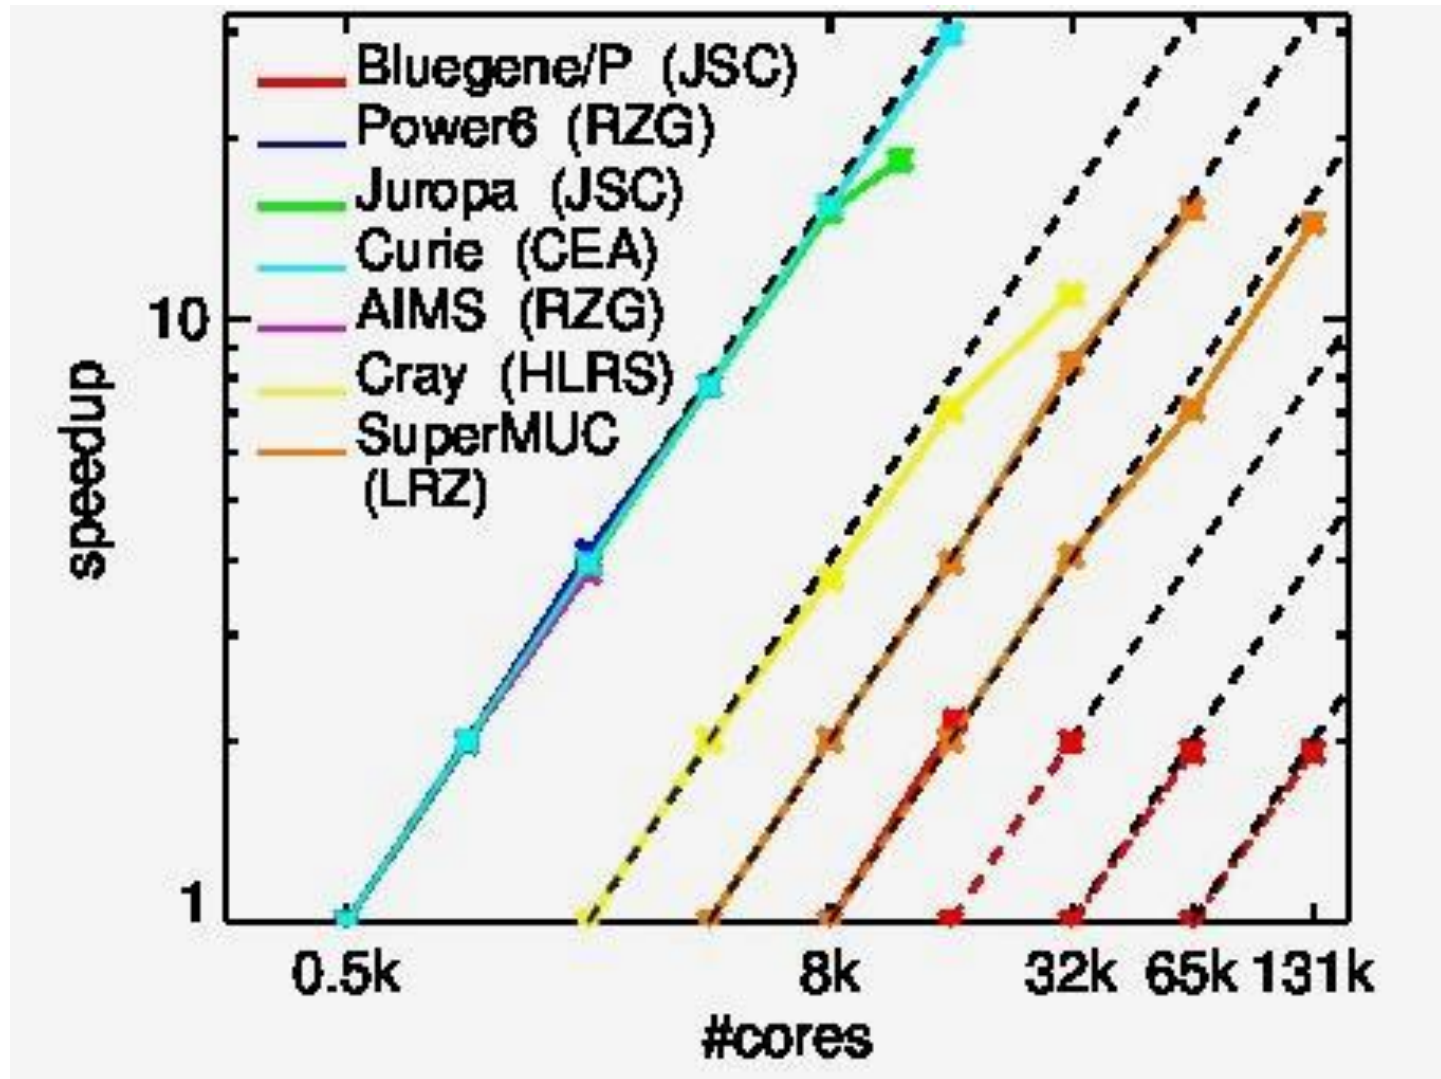 Bluegene/P (JSC)
Power6 (RZG)
Juropa (JSC)
Curie (CEA)
AIMS (RZG)
Cray (HLRS)
SuperMUC
(LRZ)
10
1
speedup
0.5k 8k 32k 65k 131k
#cores